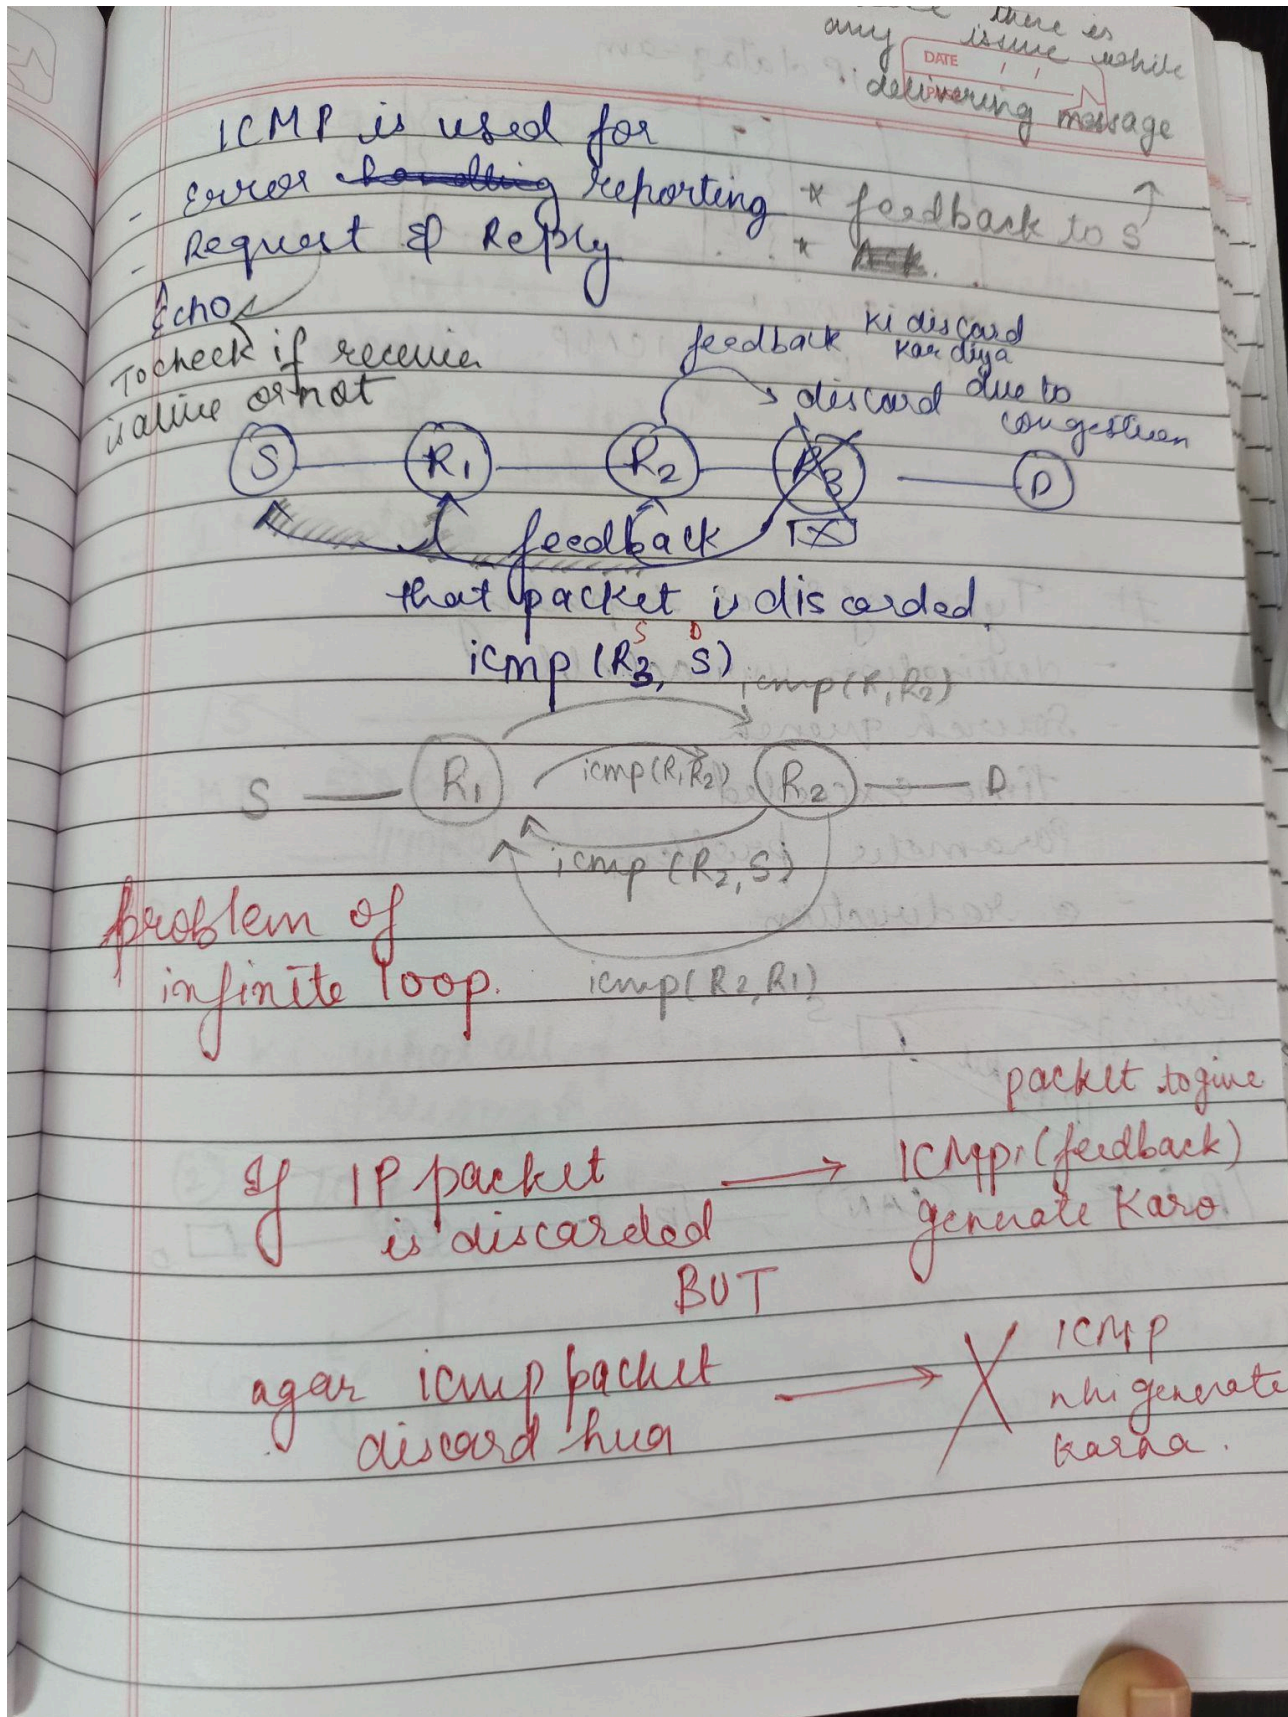 there is
any issue while
DATE / /
delivering message
ICMP is used for
- Error handling reporting * feedback to S
- Request & Reply * Ack.
Echo
To check if receiver
is alive or not
feedback ki discard
kar diya
discard due to
congestion
S R1 R2 R3 D
feedback
that packet is discarded
S D
icmp (R3, S)
icmp(R1R2)
S R1 icmp(R1R2) R2 D
icmp (R2, S)
problem of
infinite loop.
icmp(R2,R1)
packet to give
If IP packet → ICMP (feedback)
is discarded generate Karo
BUT
agar icmp packet → X ICMP
discard hua nhi generate
karna.